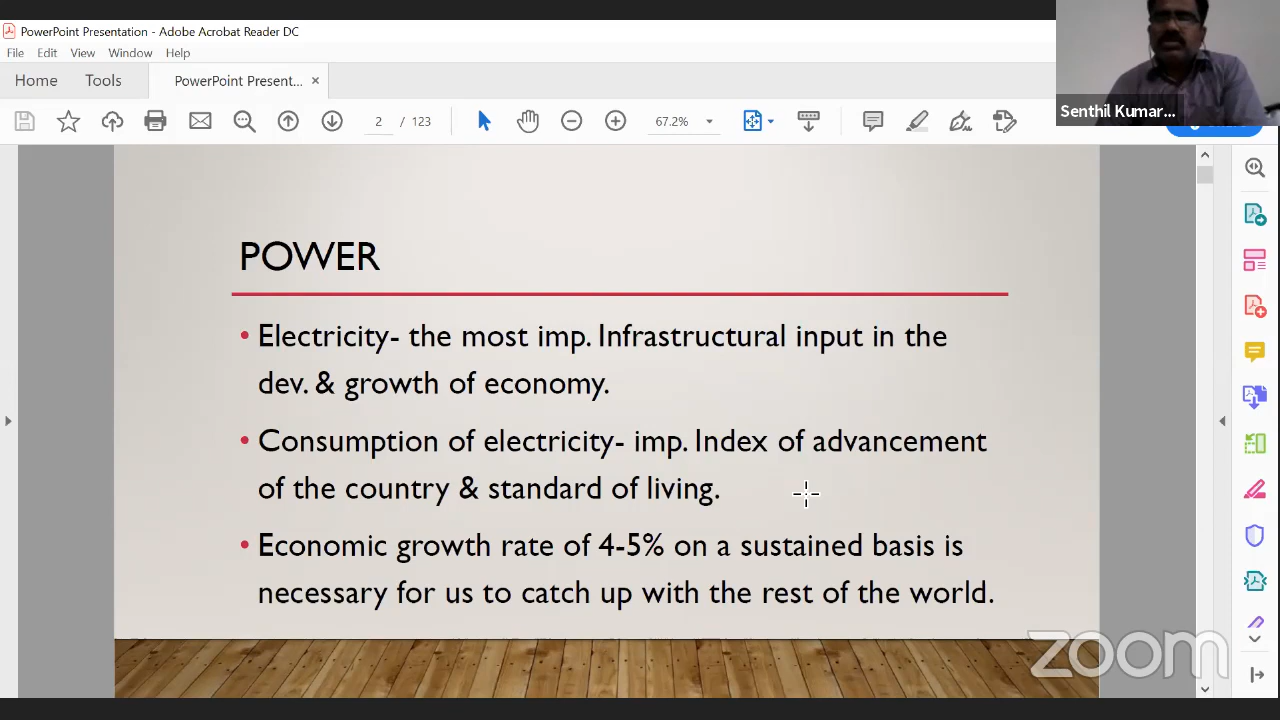 PowerPoint Presentation - Adobe Acrobat Reader DC
File Edit View Window Help
Home Tools PowerPoint Present... ×
2 / 123 67.2%
Senthil Kumar...
POWER
• Electricity- the most imp. Infrastructural input in the
dev. & growth of economy.
• Consumption of electricity- imp. Index of advancement
of the country & standard of living.
• Economic growth rate of 4-5% on a sustained basis is
necessary for us to catch up with the rest of the world.
zoom